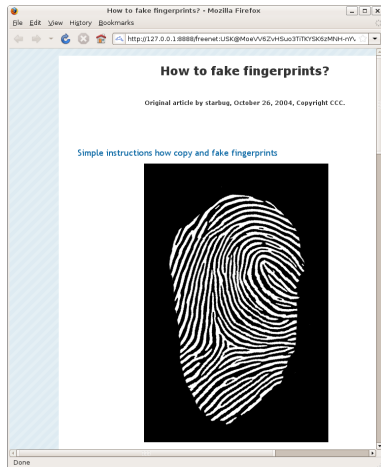 How to fake fingerprints? - Mozilla Firefox
File Edit View History Bookmarks
http://127.0.0.1:8888/freenet:USK@MoeVV6ZvHSuo3TiTKYSK6zMNH-nY
How to fake fingerprints?
Original article by starbug, October 26, 2004, Copyright CCC.
Simple instructions how copy and fake fingerprints
Done